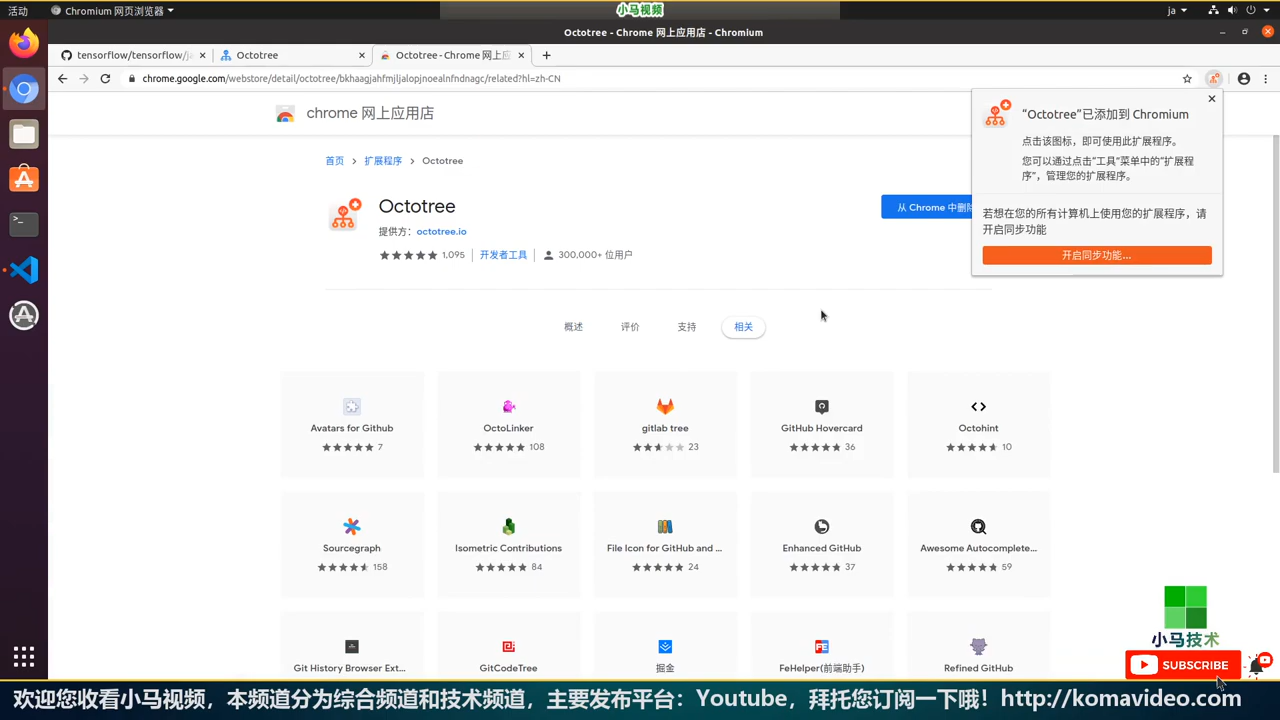 活动
Chromium 网页浏览器
小马视频
ja
Octotree - Chrome 网上应用店 - Chromium
tensorflow/tensorflow/
Octotree
Octotree - Chrome 网上应用店
chrome.google.com/webstore/detail/octotree/bkhaagjahfmjljalopjnoealnfndnagc/related?hl=zh-CN
chrome 网上应用店
“Octotree”已添加到 Chromium
点击该图标，即可使用此扩展程序。
您可以通过点击“工具”菜单中的“扩展程
序”，管理您的扩展程序。
若想在您的所有计算机上使用您的扩展程序，请
开启同步功能
开启同步功能...
首页 > 扩展程序 > Octotree
Octotree
提供方： octotree.io
1,095
开发者工具
300,000+ 位用户
从 Chrome 中删除
概述 评价 支持 相关
Avatars for Github
7
OctoLinker
108
gitlab tree
23
GitHub Hovercard
36
Octohint
10
Sourcegraph
158
Isometric Contributions
84
File Icon for GitHub and ...
24
Enhanced GitHub
37
Awesome Autocomplete...
59
Git History Browser Ext...
GitCodeTree
掘金
FeHelper(前端助手)
Refined GitHub
小马技术
SUBSCRIBE
欢迎您收看小马视频，本频道分为综合频道和技术频道，主要发布平台：Youtube，拜托您订阅一下哦！http://komavideo.com